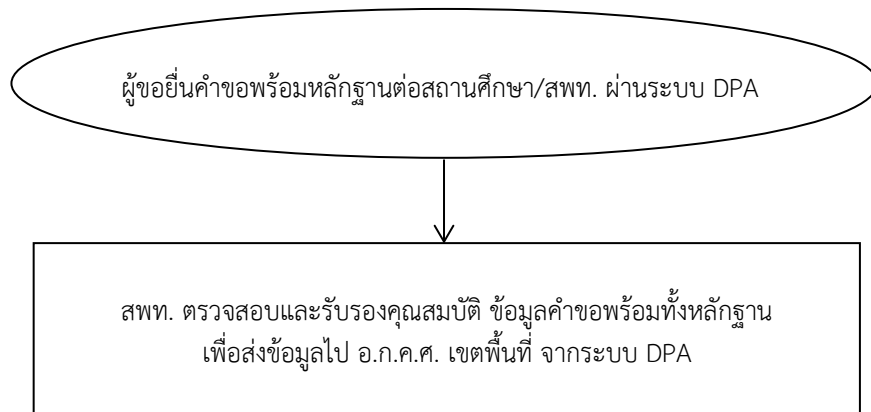 ผู้ขอยื่นคำขอพร้อมหลักฐานต่อสถานศึกษา/สพท. ผ่านระบบ DPA
สพท. ตรวจสอบและรับรองคุณสมบัติ ข้อมูลคำขอพร้อมทั้งหลักฐาน
เพื่อส่งข้อมูลไป อ.ก.ค.ศ. เขตพื้นที่ จากระบบ DPA